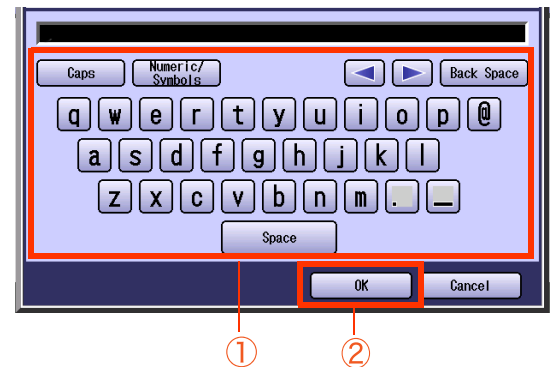 Caps Numeric/ Back Space
Symbols
q w e r t y u i o p @
a s d f g h j k l
z x c v b n m . _
Space
OK Cancel
① ②